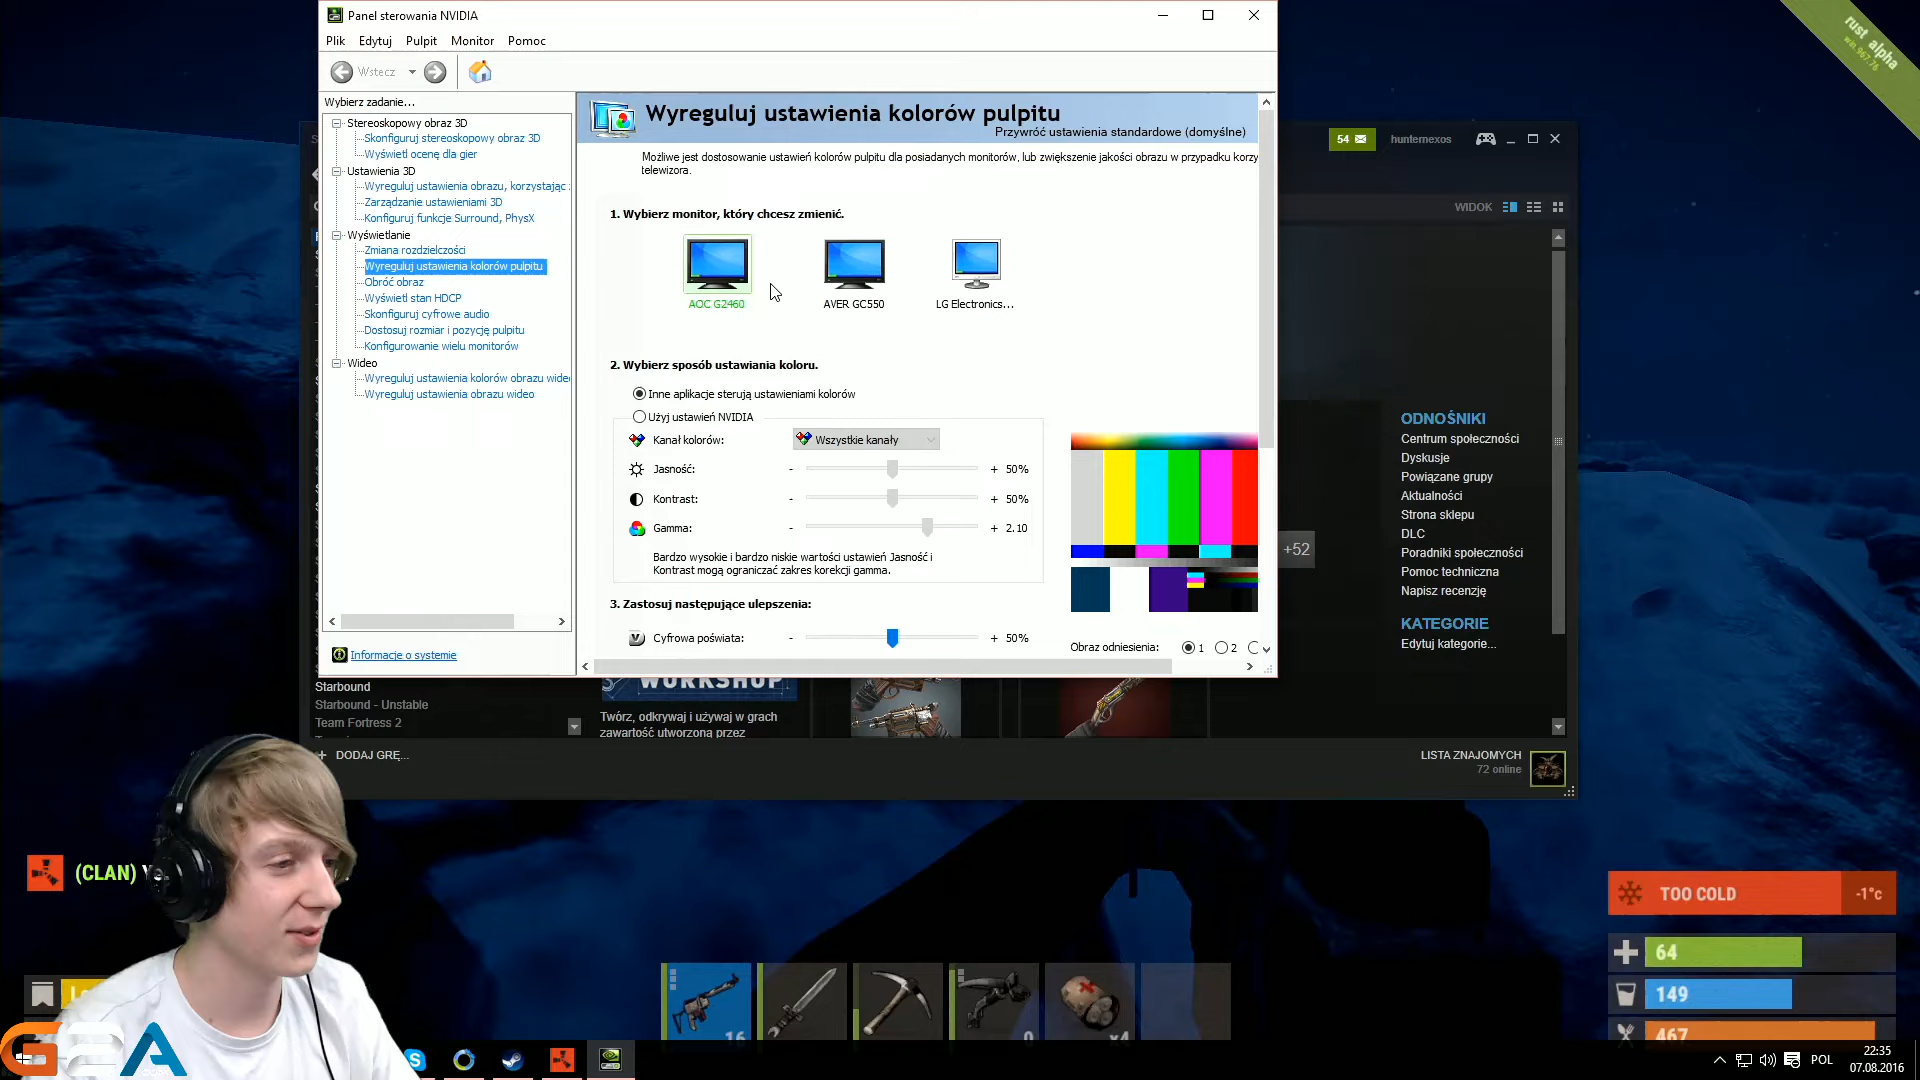 Panel sterowania NVIDIA
Plik Edytuj Pulpit Monitor Pomoc
Wstecz
Wybierz zadanie...
Stereoskopowy obraz 3D
Skonfiguruj stereoskopowy obraz 3D
Wyświetl ocenę dla gier
Ustawienia 3D
Wyreguluj ustawienia obrazu, korzystając
Zarządzanie ustawieniami 3D
Konfiguruj funkcje Surround, PhysX
Wyświetlanie
Zmiana rozdzielczości
Wyreguluj ustawienia kolorów pulpitu
Obróć obraz
Wyświetl stan HDCP
Skonfiguruj cyfrowe audio
Dostosuj rozmiar i pozycję pulpitu
Konfigurowanie wielu monitorów
Wideo
Wyreguluj ustawienia kolorów obrazu wideo
Wyreguluj ustawienia obrazu wideo
Informacje o systemie
Wyreguluj ustawienia kolorów pulpitu
Przywróć ustawienia standardowe (domyślne)
Możliwe jest dostosowanie ustawień kolorów pulpitu dla posiadanych monitorów, lub zwiększenie jakości obrazu w przypadku korzy
telewizora.
1. Wybierz monitor, który chcesz zmienić.
AOC G2460 AVER GC550 LG Electronics...
2. Wybierz sposób ustawiania koloru.
Inne aplikacje sterują ustawieniami kolorów
Użyj ustawień NVIDIA
Kanał kolorów: Wszystkie kanały
Jasność: - + 50%
Kontrast: - + 50%
Gamma: - + 2.10
Bardzo wysokie i bardzo niskie wartości ustawień Jasność i
Kontrast mogą ograniczać zakres korekcji gamma.
3. Zastosuj następujące ulepszenia:
Cyfrowa poświata: - + 50%
Obraz odniesienia: 1 2
rust alpha
54 hunternexos
WIDOK
ODNOŚNIKI
Centrum społeczności
Dyskusje
Powiązane grupy
Aktualności
Strona sklepu
DLC
Poradniki społeczności
Pomoc techniczna
Napisz recenzję
KATEGORIE
Edytuj kategorie...
+52
Starbound
Starbound - Unstable
Team Fortress 2
WORKSHOP
Twórz, odkrywaj i używaj w grach
zawartość utworzoną przez
+ DODAJ GRĘ...
LISTA ZNAJOMYCH
72 online
(CLAN)
TOO COLD -1°c
64
149
467
16 0 x4
G2A
POL
22:35
07.08.2016